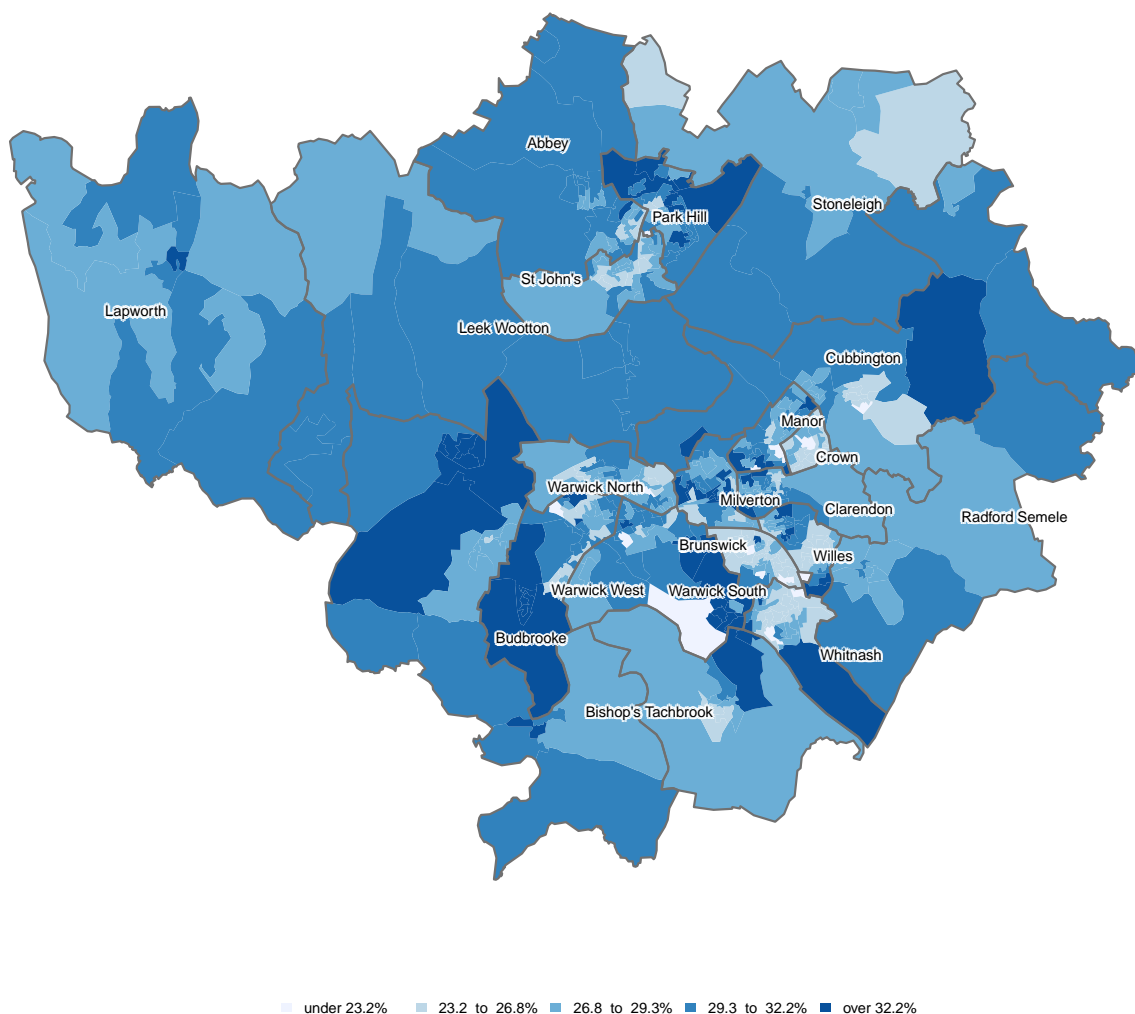 Abbey
Stoneleigh
Park Hill
St John's
Lapworth
Leek Wootton
Cubbington
Manor
Crown
Warwick North
Milverton
Clarendon
Radford Semele
Brunswick
Willes
Warwick West
Warwick South
Budbrooke
Whitnash
Bishop's Tachbrook
under 23.2% 23.2 to 26.8% 26.8 to 29.3% 29.3 to 32.2% over 32.2%